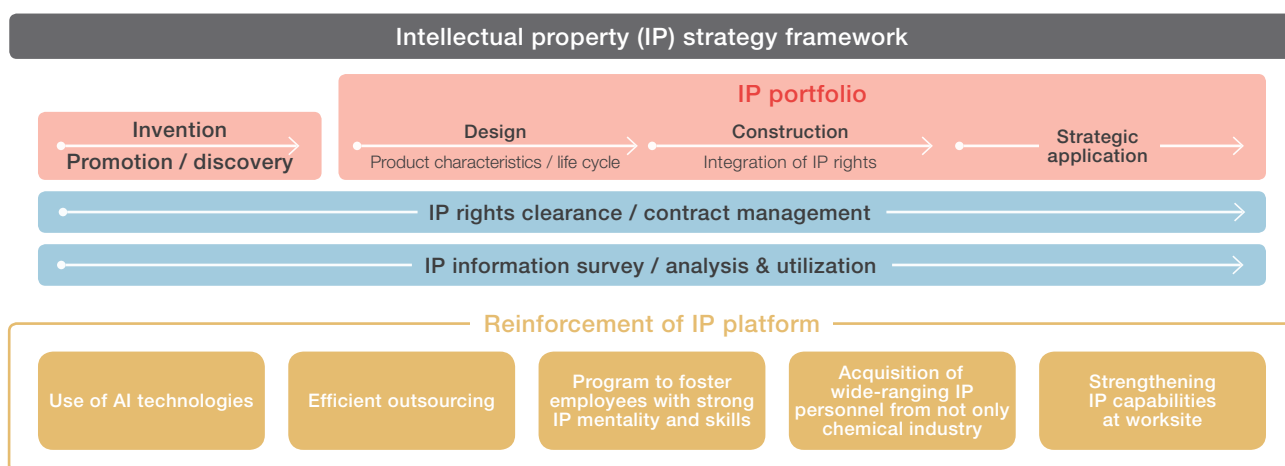 Intellectual property (IP) strategy framework
IP portfolio
Invention
Promotion / discovery
Design
Product characteristics / life cycle
Construction
Integration of IP rights
Strategic
application
IP rights clearance / contract management
IP information survey / analysis & utilization
Reinforcement of IP platform
Use of AI technologies
Efficient outsourcing
Program to foster
employees with strong
IP mentality and skills
Acquisition of
wide-ranging IP
personnel from not only
chemical industry
Strengthening
IP capabilities
at worksite